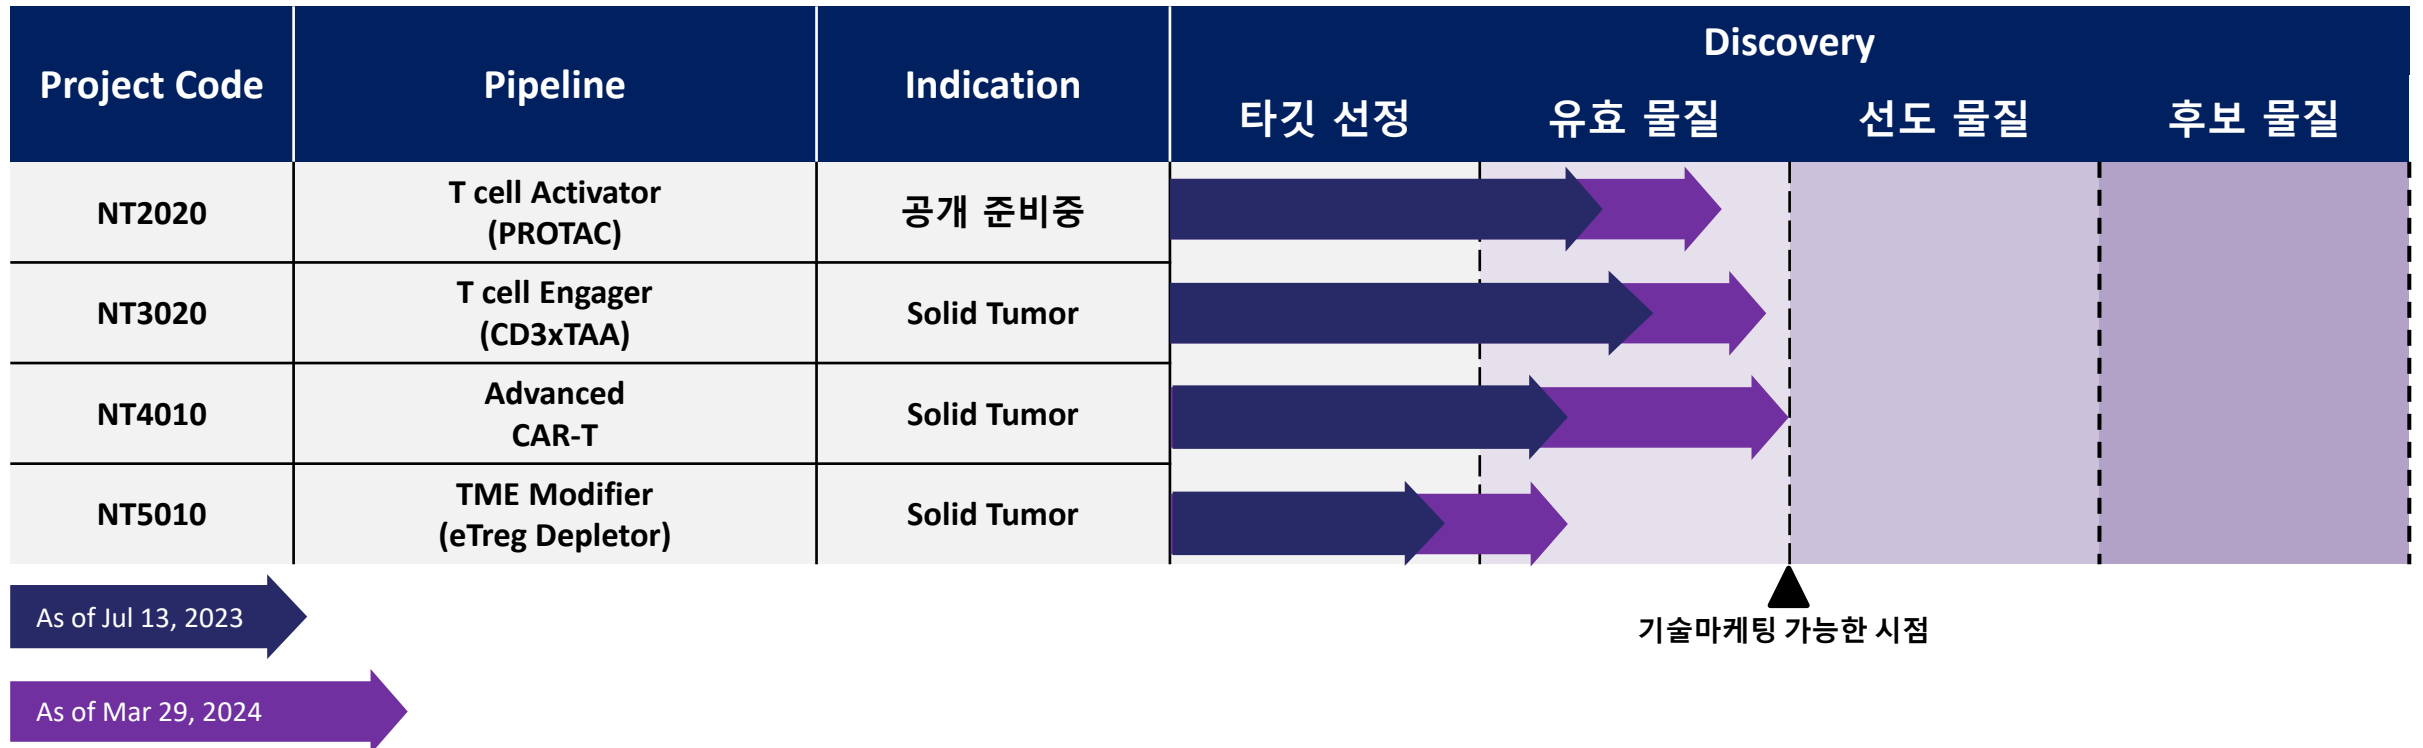 Project Code
Pipeline
Indication
Discovery
타깃 선정
유효 물질
선도 물질
후보 물질
NT2020
T cell Activator
(PROTAC)
공개 준비중
NT3020
T cell Engager
(CD3xTAA)
Solid Tumor
NT4010
Advanced
CAR-T
Solid Tumor
NT5010
TME Modifier
(eTreg Depletor)
Solid Tumor
As of Jul 13, 2023
기술마케팅 가능한 시점
As of Mar 29, 2024